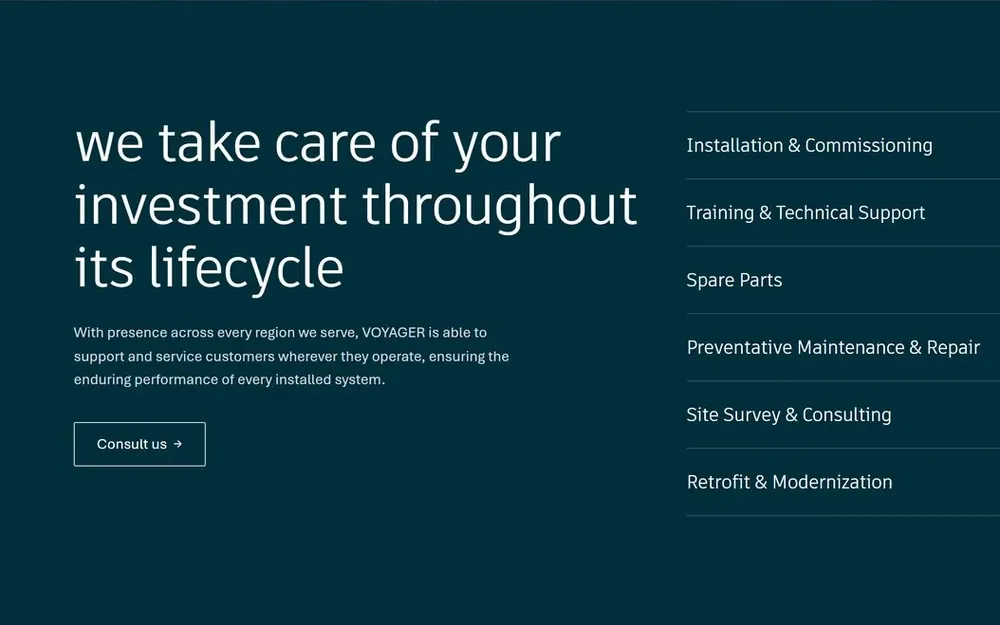 we take care of your
investment throughout
its lifecycle
With presence across every region we serve, VOYAGER is able to
support and service customers wherever they operate, ensuring the
enduring performance of every installed system.
Consult us →
Installation & Commissioning
Training & Technical Support
Spare Parts
Preventative Maintenance & Repair
Site Survey & Consulting
Retrofit & Modernization